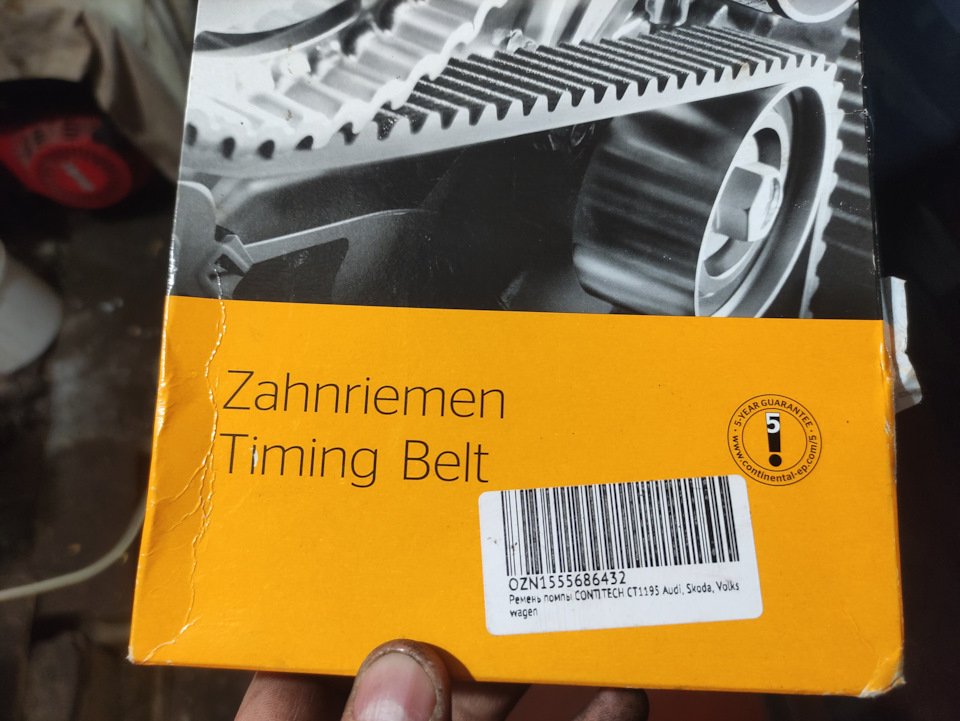 Zahnriemen
Timing Belt
· 5-YEAR GUARANTEE ·
5
www.continental-ep.com/5
OZN1555686432
Ремень помпы CONTITECH CT1195 Audi, Skoda, Volks
wagen